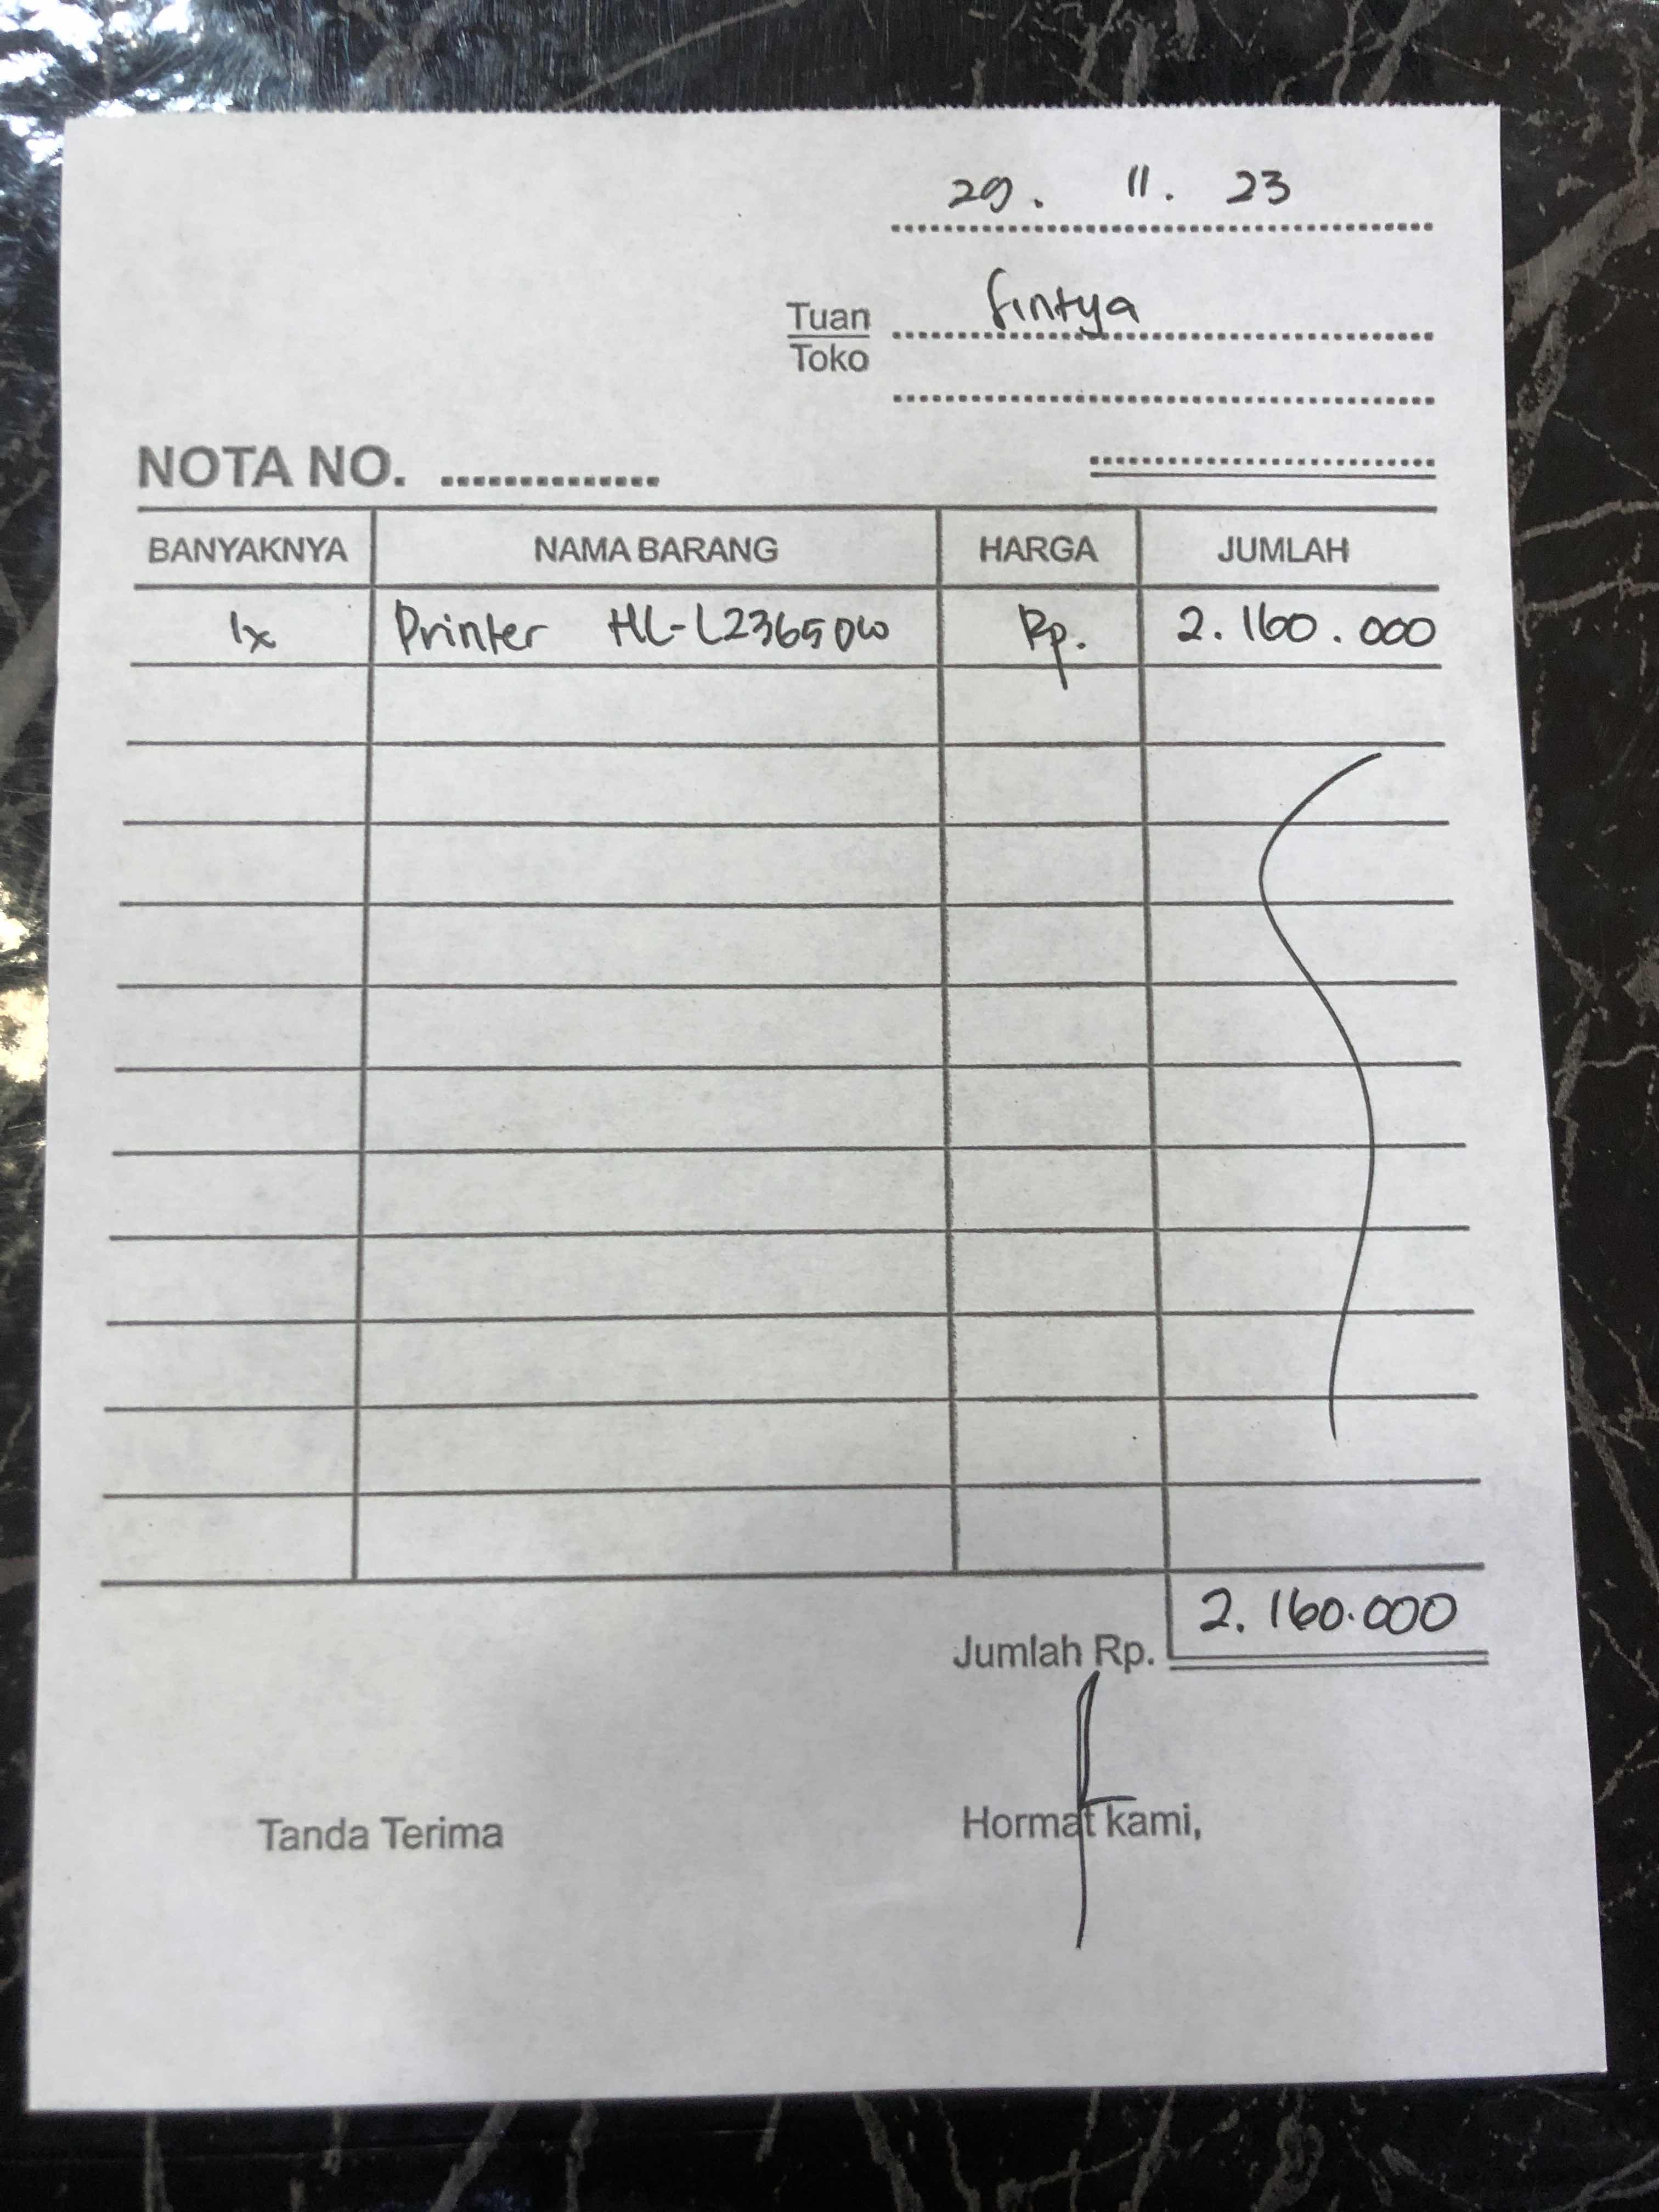 29. 11. 23
Tuan Sintya
Toko
NOTA NO. ..............
BANYAKNYA NAMA BARANG HARGA JUMLAH
1x Printer HL-L2365DW Rp. 2.160.000
2.160.000
Jumlah Rp.
Tanda Terima Hormat kami,